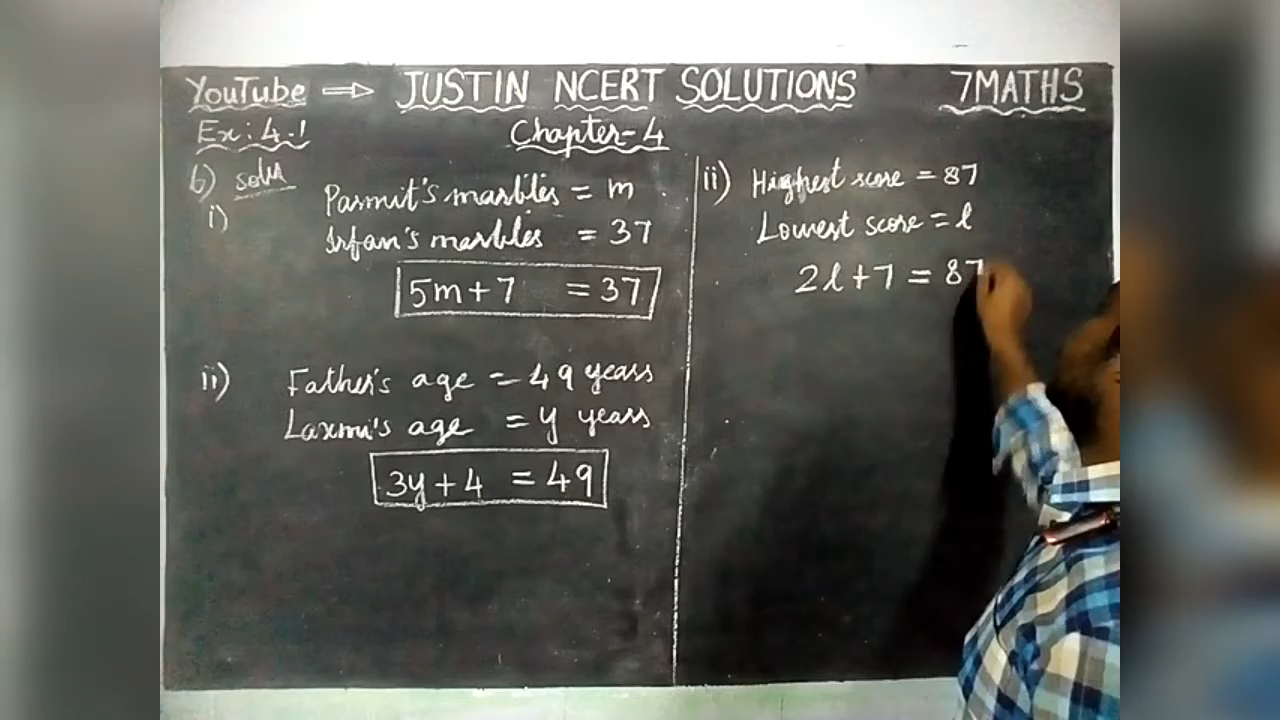 YouTube ⇒ JUSTIN NCERT SOLUTIONS 7MATHS
Ex: 4.1 Chapter-4
6) soln
i) Parmit's marbles = m
Irfan's marbles = 37
5m+7 = 37
ii) Father's age = 49 years
Laxmi's age = y years
3y+4 = 49
ii) Highest score = 87
Lowest score = l
2l+7 = 87